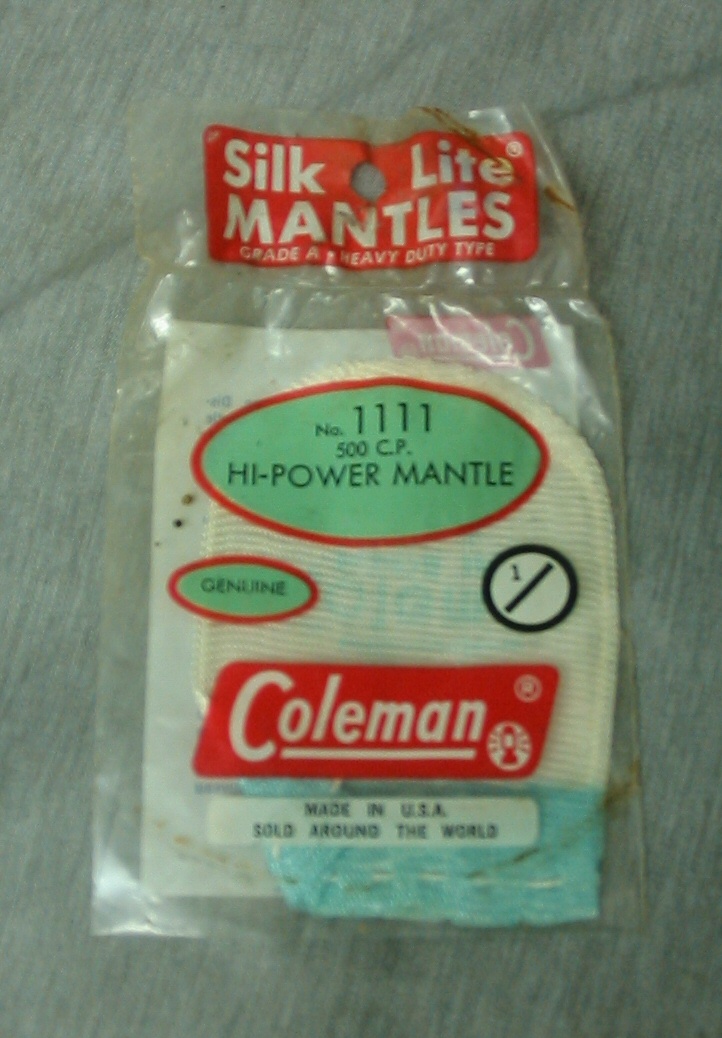 Silk Lite®
MANTLES
GRADE A HEAVY DUTY TYPE
Coleman
No. 1111
500 C.P.
HI-POWER MANTLE
GENUINE
1/
Coleman®
MADE IN U.S.A.
SOLD AROUND THE WORLD